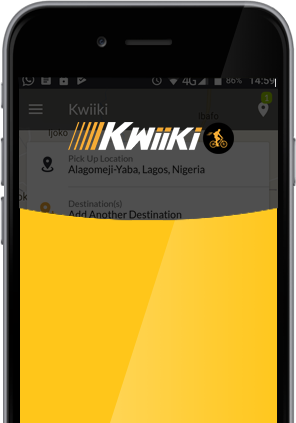 4G 86% 14:59
Kwiiki
1
Ibafo
Ijoko
KWiiKi
Pick Up Location
Alagomeji-Yaba, Lagos, Nigeria
Destination(s)
Add Another Destination